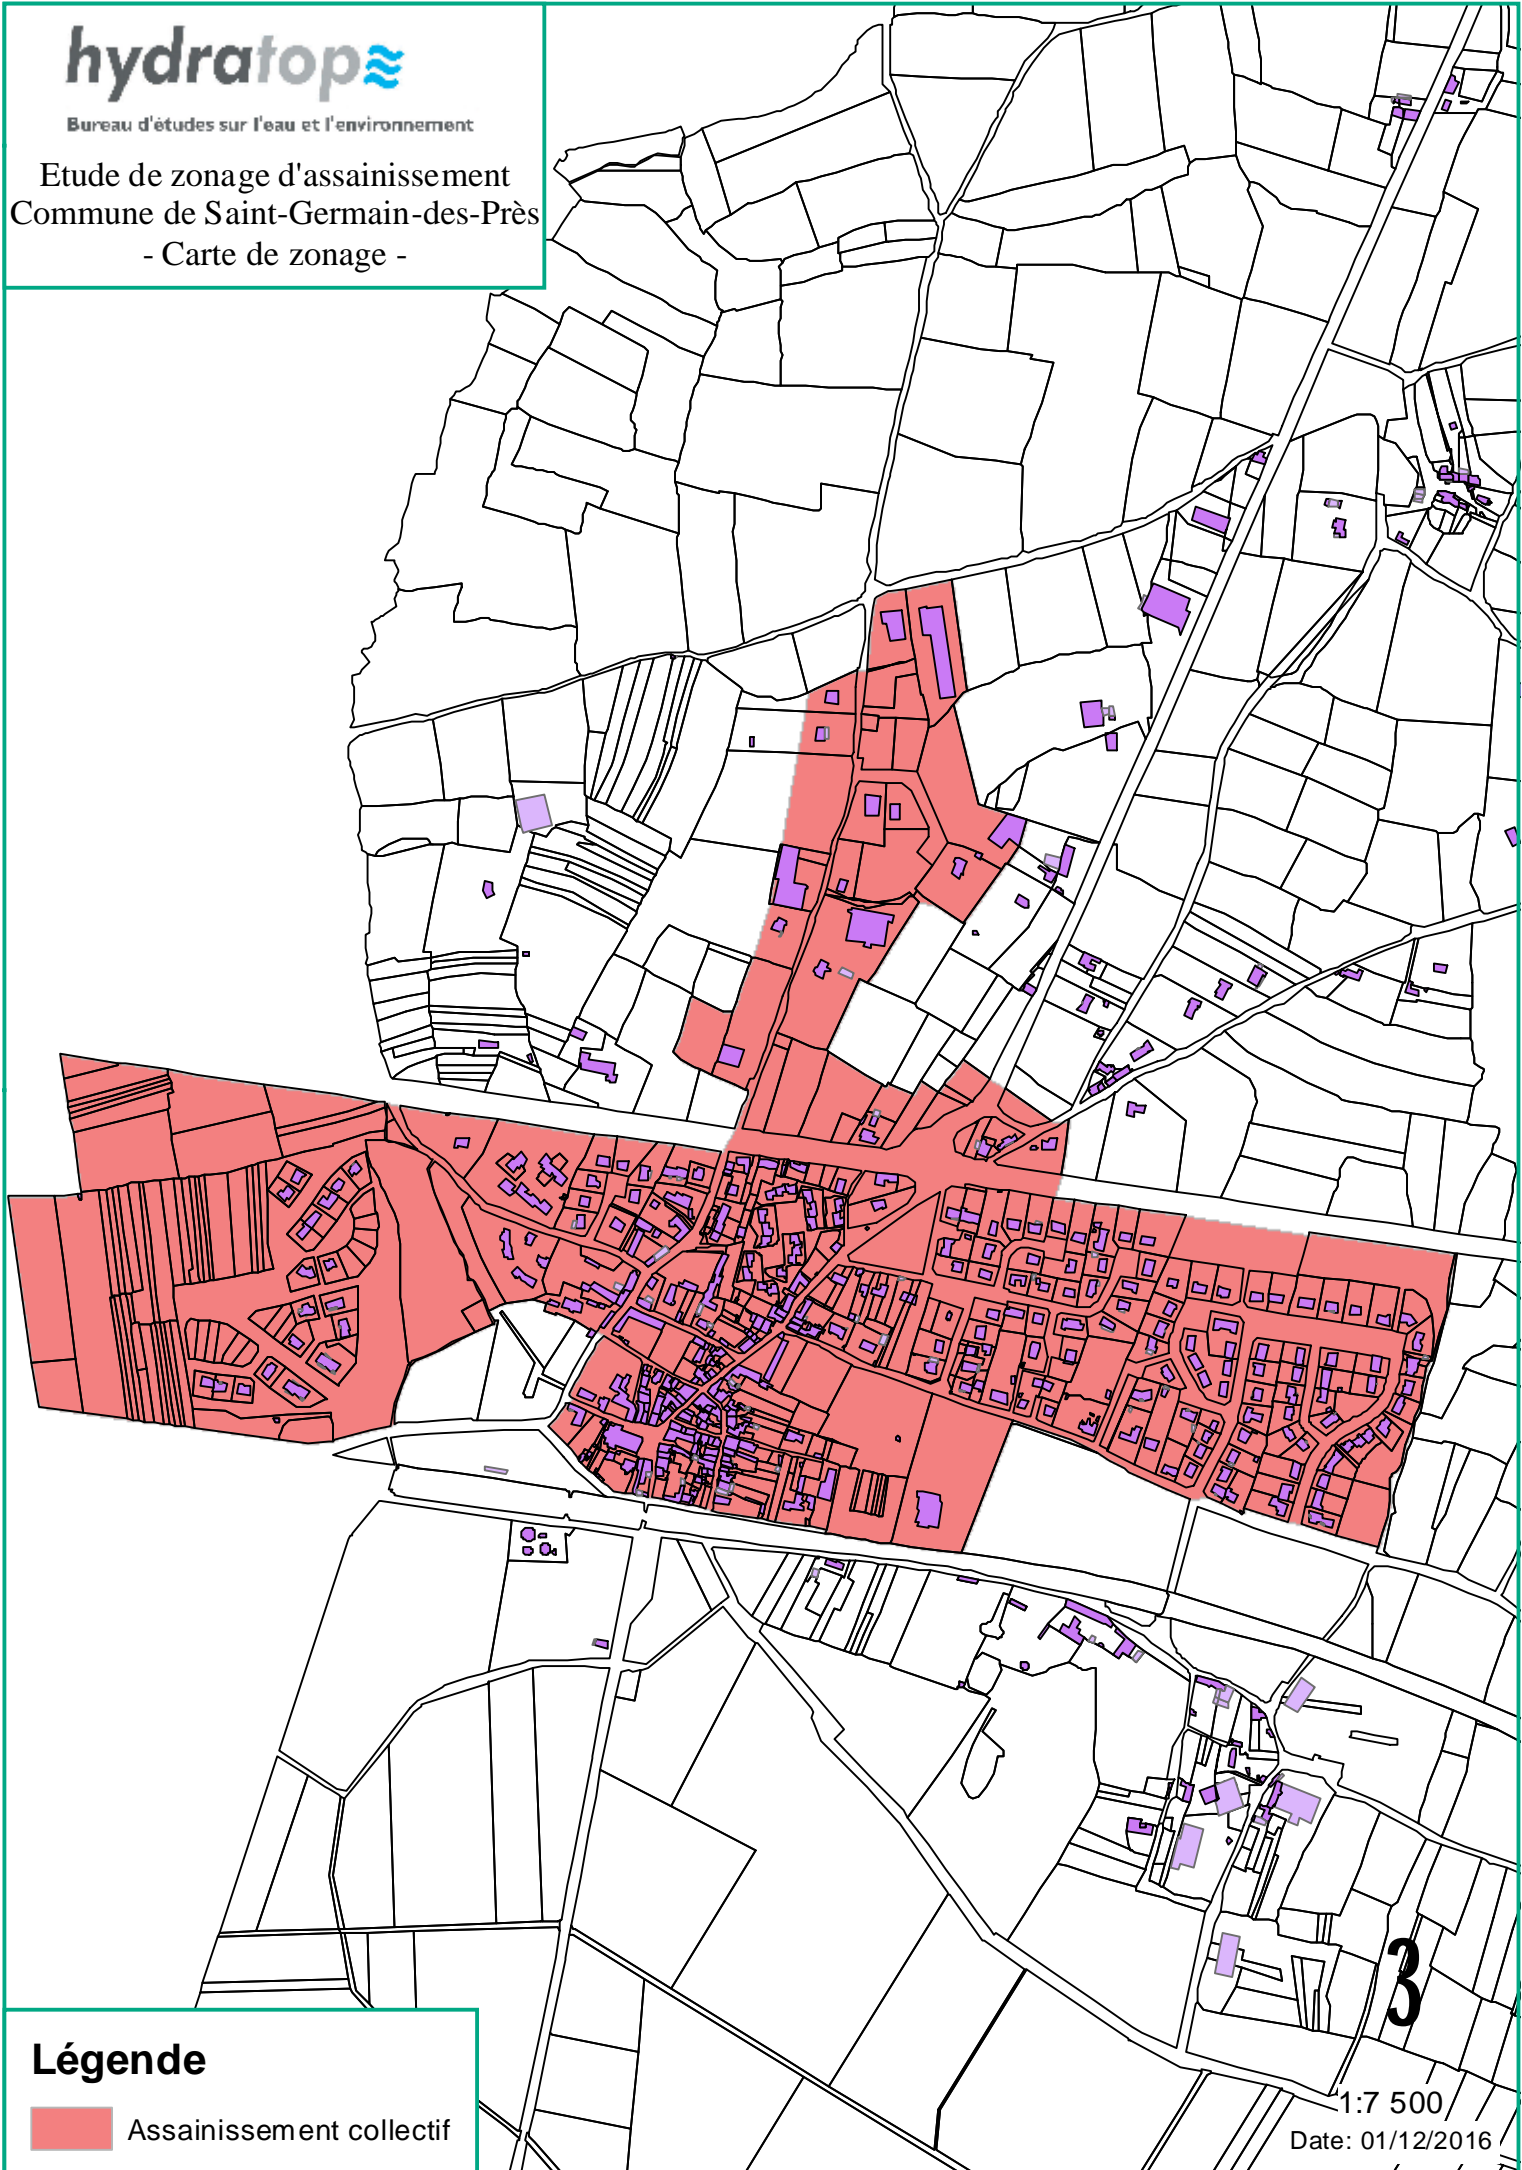 hydratop
Bureau d'études sur l'eau et l'environnement
Etude de zonage d'assainissement
Commune de Saint-Germain-des-Près
- Carte de zonage -
3
Légende
Assainissement collectif
1:7 500
Date: 01/12/2016